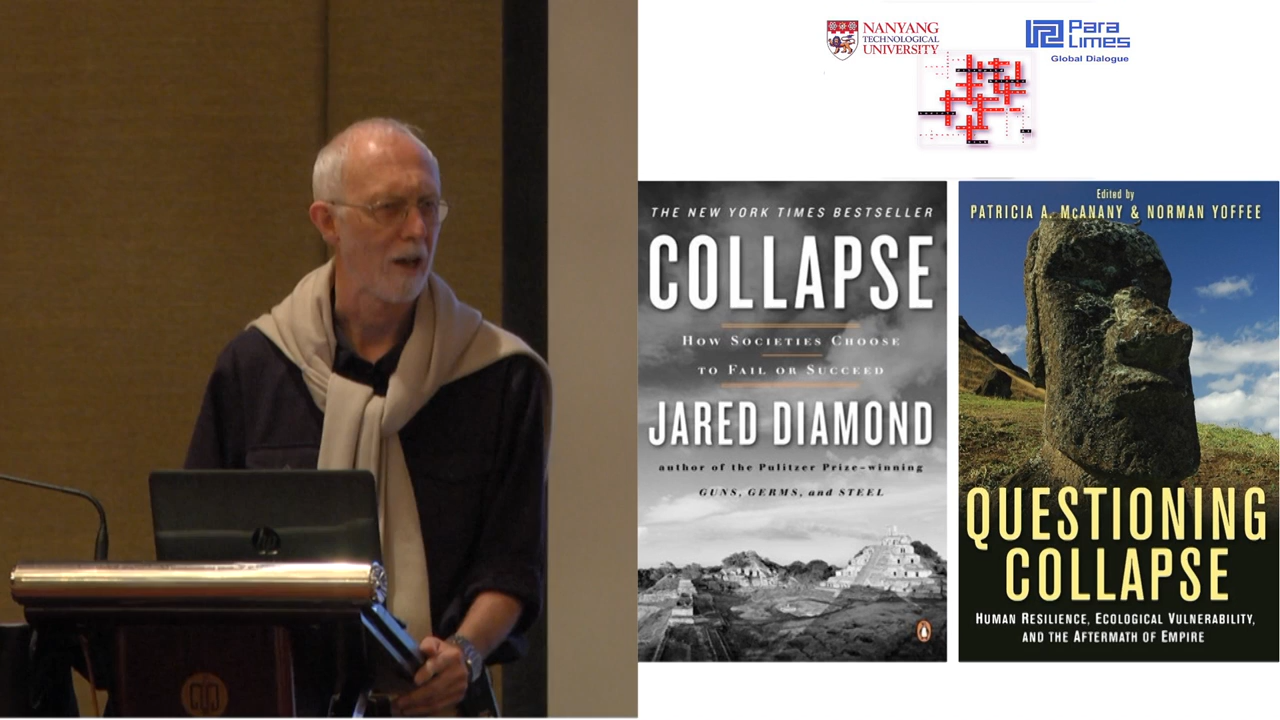 NANYANG
TECHNOLOGICAL
UNIVERSITY
Para
Limes
Global Dialogue
THE NEW YORK TIMES BESTSELLER
COLLAPSE
How Societies Choose
to Fail or Succeed
JARED DIAMOND
author of the Pulitzer Prize-winning
GUNS, GERMS, and STEEL
Edited by
PATRICIA A. McANANY & NORMAN YOFFEE
QUESTIONING
COLLAPSE
Human Resilience, Ecological Vulnerability,
and the Aftermath of Empire
hp